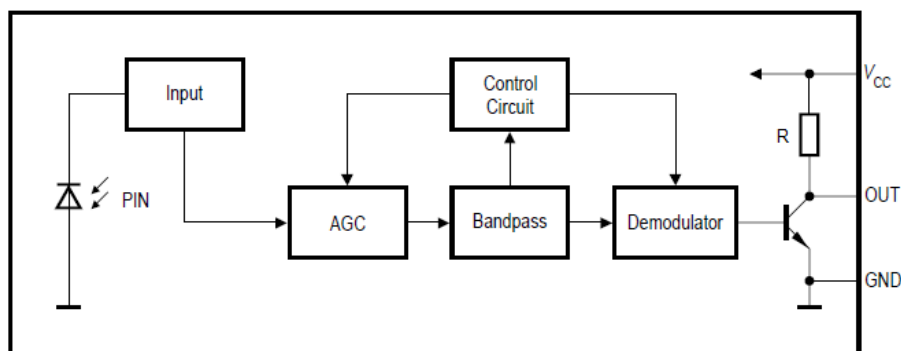 Input
Control
Circuit
VCC
R
PIN
AGC
Bandpass
Demodulator
OUT
GND